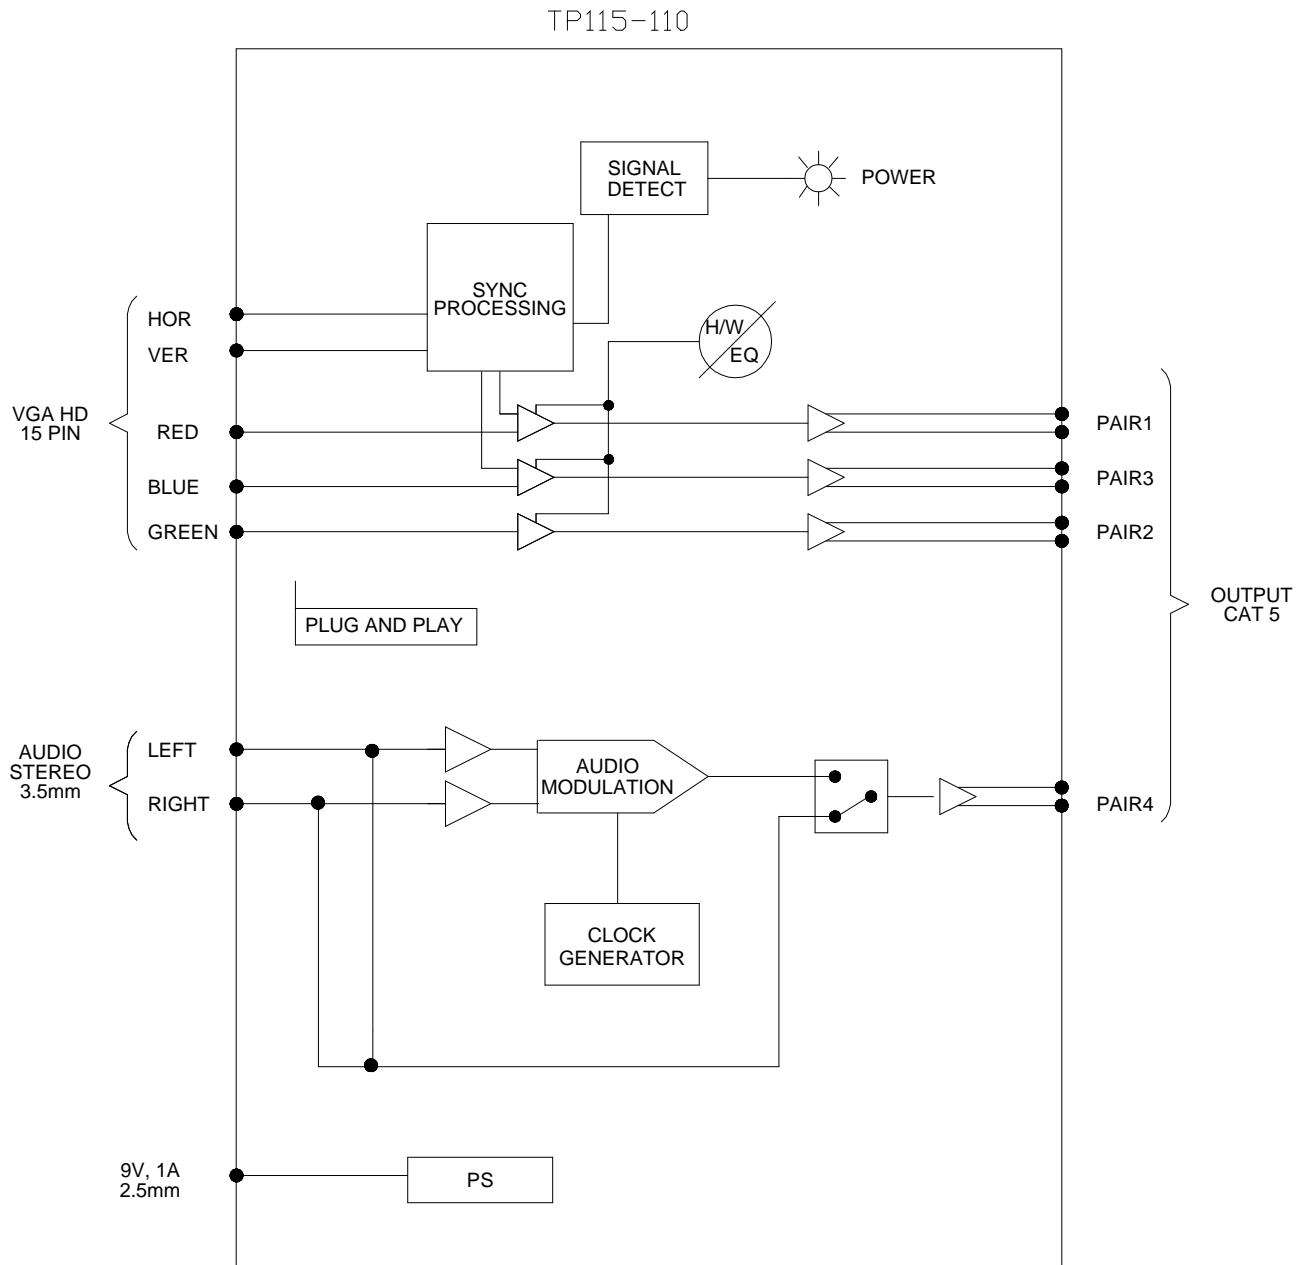 TP115-110
SIGNAL
DETECT
POWER
SYNC
PROCESSING
H/W
EQ
HOR
VER
VGA HD
15 PIN
RED
BLUE
GREEN
PAIR1
PAIR3
PAIR2
OUTPUT
CAT 5
PLUG AND PLAY
AUDIO
STEREO
3.5mm
LEFT
RIGHT
AUDIO
MODULATION
PAIR4
CLOCK
GENERATOR
9V, 1A
2.5mm
PS